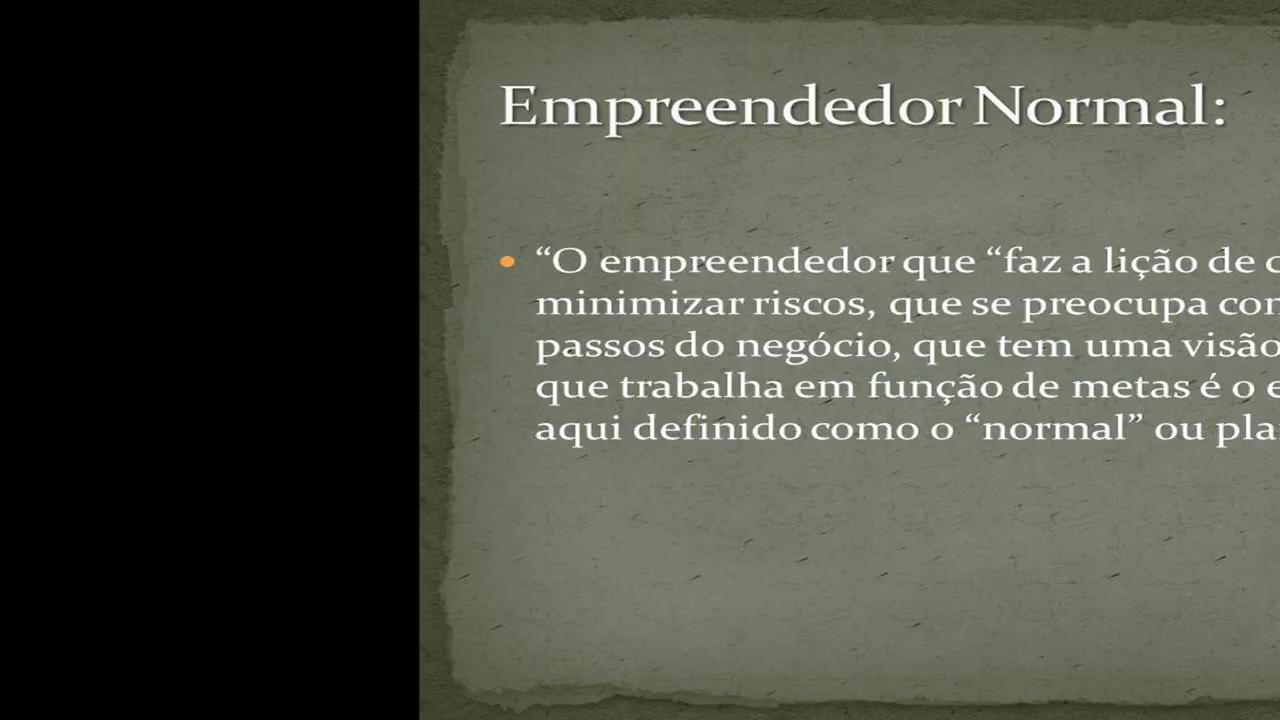 Empreendedor Normal:
• “O empreendedor que “faz a lição de
minimizar riscos, que se preocupa
passos do negócio, que tem uma visão
que trabalha em função de metas é o
aqui definido como o “normal” ou